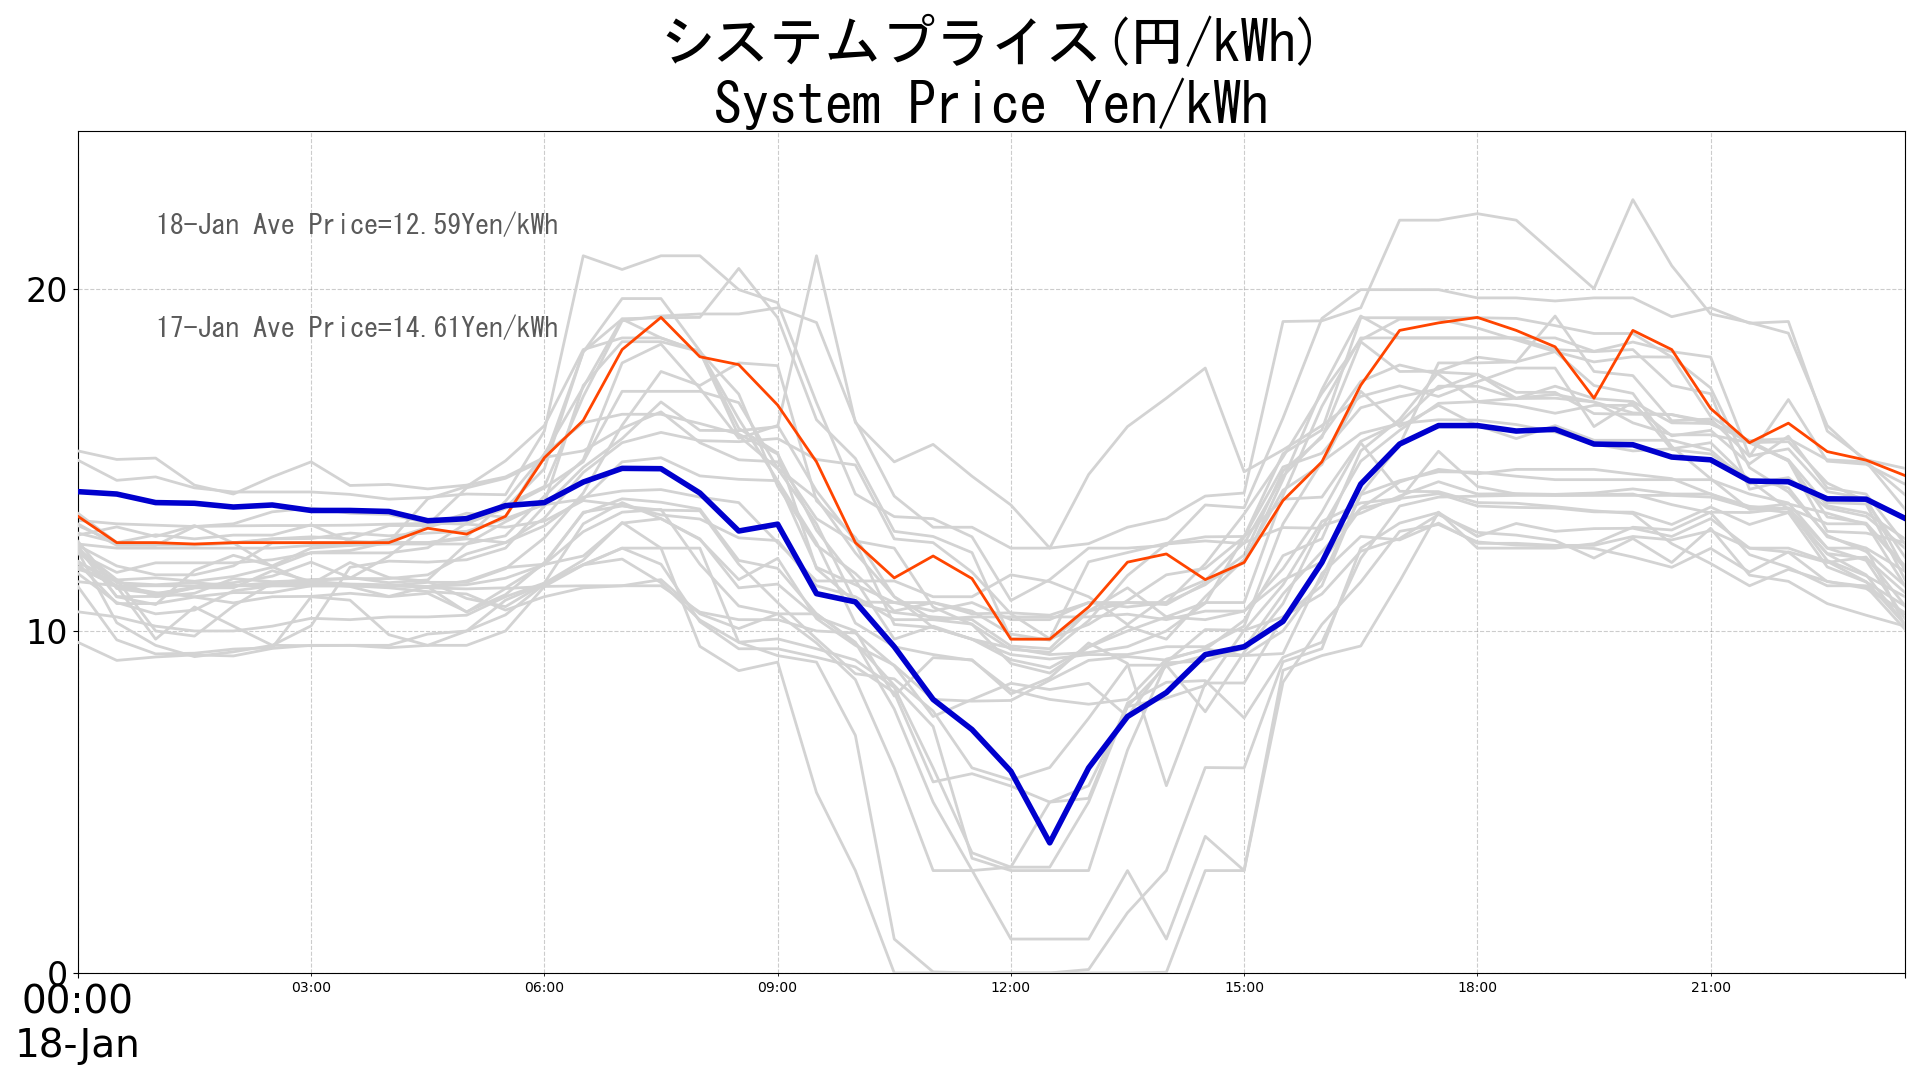 システムプライス(円/kWh)
System Price Yen/kWh
18-Jan Ave Price=12.59Yen/kWh
20
17-Jan Ave Price=14.61Yen/kWh
10
0
00:00
03:00
06:00
09:00
12:00
15:00
18:00
21:00
18-Jan